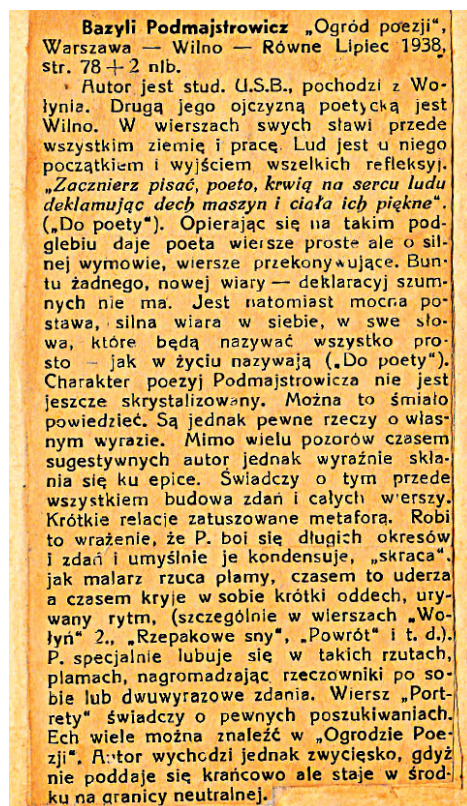 Bazyli Podmajstrowicz „Ogród poezji",
Warszawa — Wilno — Równe Lipiec 1938,
str. 78 + 2 nlb.
Autor jest stud. U.S.B., pochodzi z Wo-
łynia. Drugą jego ojczyzną poetycką jest
Wilno. W wierszach swych sławi przede
wszystkim ziemię i pracę. Lud jest u niego
początkiem i wyjściem wszelkich refleksyj.
„Zacznierz pisać, poeto, krwią na sercu ludu
deklamując dech maszyn i ciała ich piękne".
(„Do poety"). Opierając się na takim pod-
glebiu daje poeta wiersze proste ale o sil-
nej wymowie, wiersze przekonywujące. Bun-
tu żadnego, nowej wiary — deklaracyj szum-
nych nie ma. Jest natomiast mocna po-
stawa, silna wiara w siebie, w swe sło-
wa, które będą nazywać wszystko pro-
sto — jak w życiu nazywają („Do poety").
Charakter poezyj Podmajstrowicza nie jest
jeszcze skrystalizowany. Można to śmiało
powiedzieć. Są jednak pewne rzeczy o włas-
nym wyrazie. Mimo wielu pozorów czasem
sugestywnych autor jednak wyraźnie skła-
nia się ku epice. Świadczy o tym przede
wszystkiem budowa zdań i całych wierszy.
Krótkie relacje zatuszowane metaforą. Robi
to wrażenie, że P. boi się długich okresów
i zdań i umyślnie je kondensuje, „skraca",
jak malarz rzuca plamy, czasem to uderza
a czasem kryje w sobie krótki oddech, ury-
wany rytm, (szczególnie w wierszach „Wo-
łyń" 2., „Rzepakowe sny", „Powrót" i t. d.).
P. specjalnie lubuje się w takich rzutach,
plamach, nagromadzając rzeczowniki po so-
bie lub dwuwyrazowe zdania. Wiersz „Port-
rety" świadczy o pewnych poszukiwaniach.
Ech wiele można znaleźć w „Ogrodzie Poe-
zji". Autor wychodzi jednak zwycięsko, gdyż
nie poddaje się krańcowo ale staje w środ-
ku na granicy neutralnej.